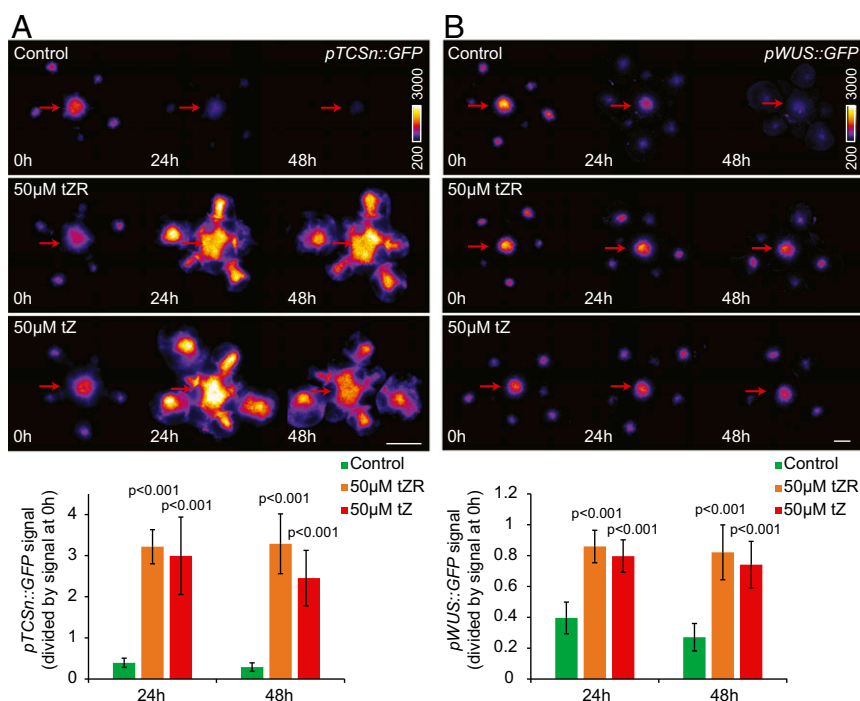 A
B
Control pTCSn::GFP
200 3000
0h 24h 48h
50µM tZR
0h 24h 48h
50µM tZ
0h 24h 48h
Control pWUS::GFP
200 3000
0h 24h 48h
50µM tZR
0h 24h 48h
50µM tZ
0h 24h 48h
Control
50µM tZR
50µM tZ
pTCSn::GFP signal
(divided by signal at 0h)
4
3
2
1
0
p<0.001
p<0.001
p<0.001
p<0.001
24h 48h
Control
50µM tZR
50µM tZ
pWUS::GFP signal
(divided by signal at 0h)
1.2
1
0.8
0.6
0.4
0.2
0
p<0.001
p<0.001
p<0.001
p<0.001
24h 48h